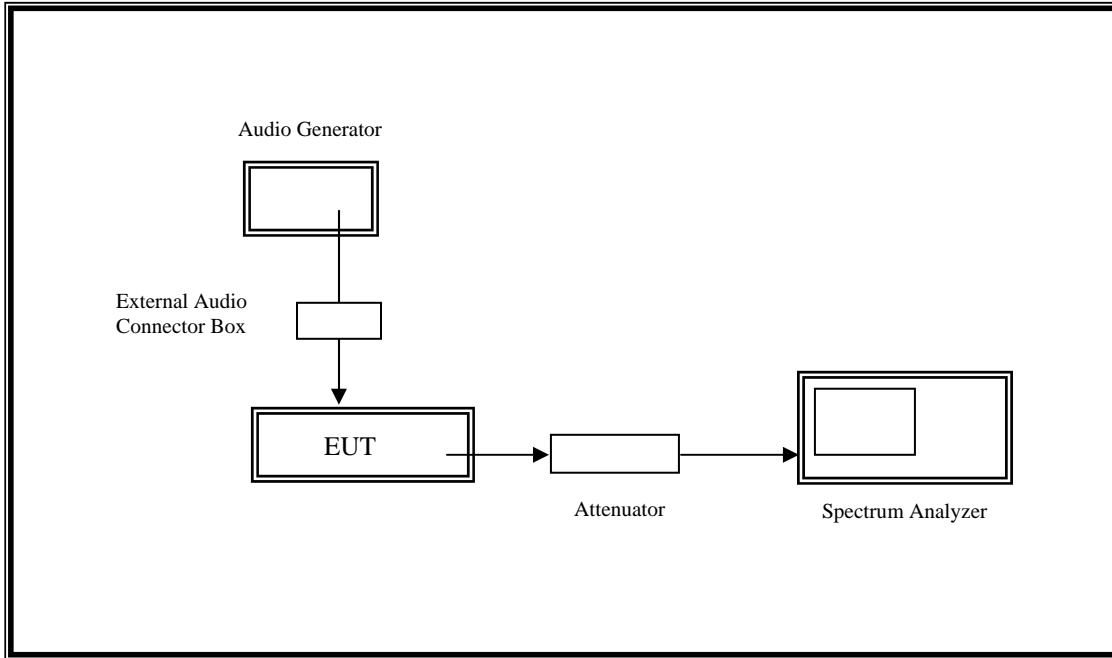 Audio Generator
External Audio
Connector Box
EUT
Attenuator
Spectrum Analyzer